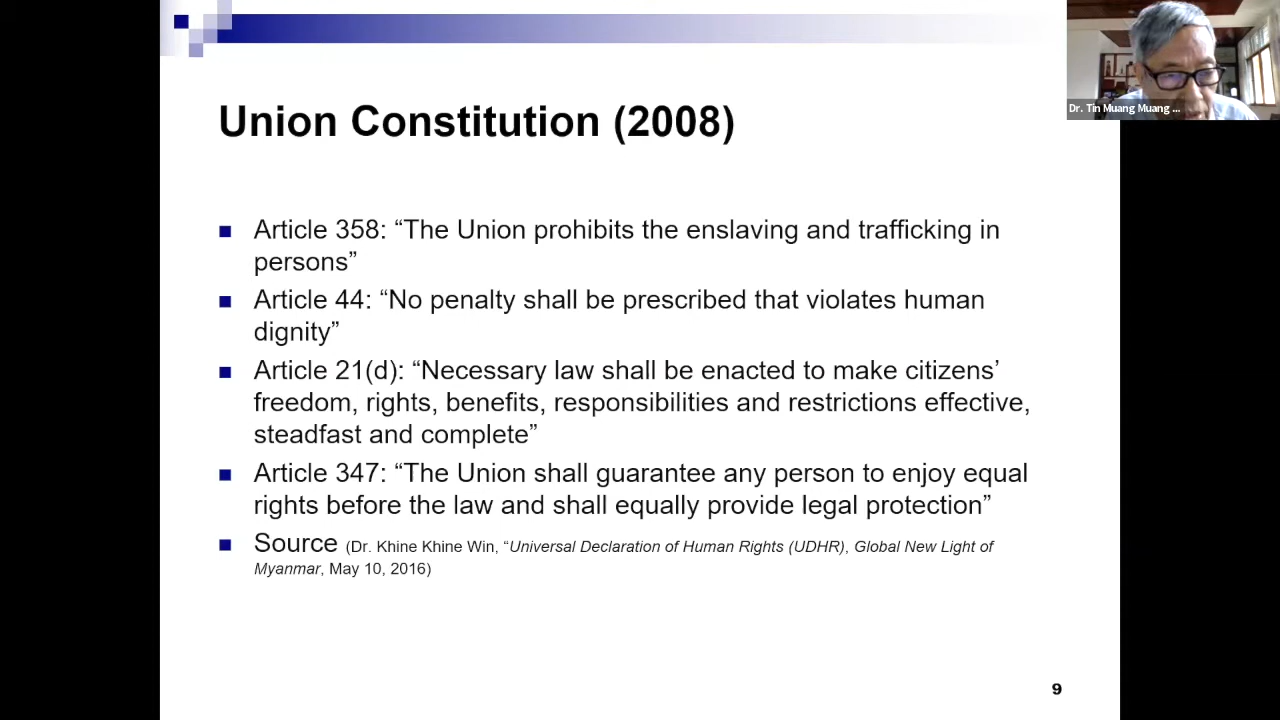 Dr. Tin Muang Muang ...
Union Constitution (2008)
Article 358: “The Union prohibits the enslaving and trafficking in
persons”
Article 44: “No penalty shall be prescribed that violates human
dignity”
Article 21(d): “Necessary law shall be enacted to make citizens’
freedom, rights, benefits, responsibilities and restrictions effective,
steadfast and complete”
Article 347: “The Union shall guarantee any person to enjoy equal
rights before the law and shall equally provide legal protection”
Source (Dr. Khine Khine Win, “Universal Declaration of Human Rights (UDHR), Global New Light of
Myanmar, May 10, 2016)
9